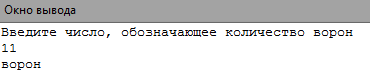 Окно вывода
Введите число, обозначающее количество ворон
11
ворон